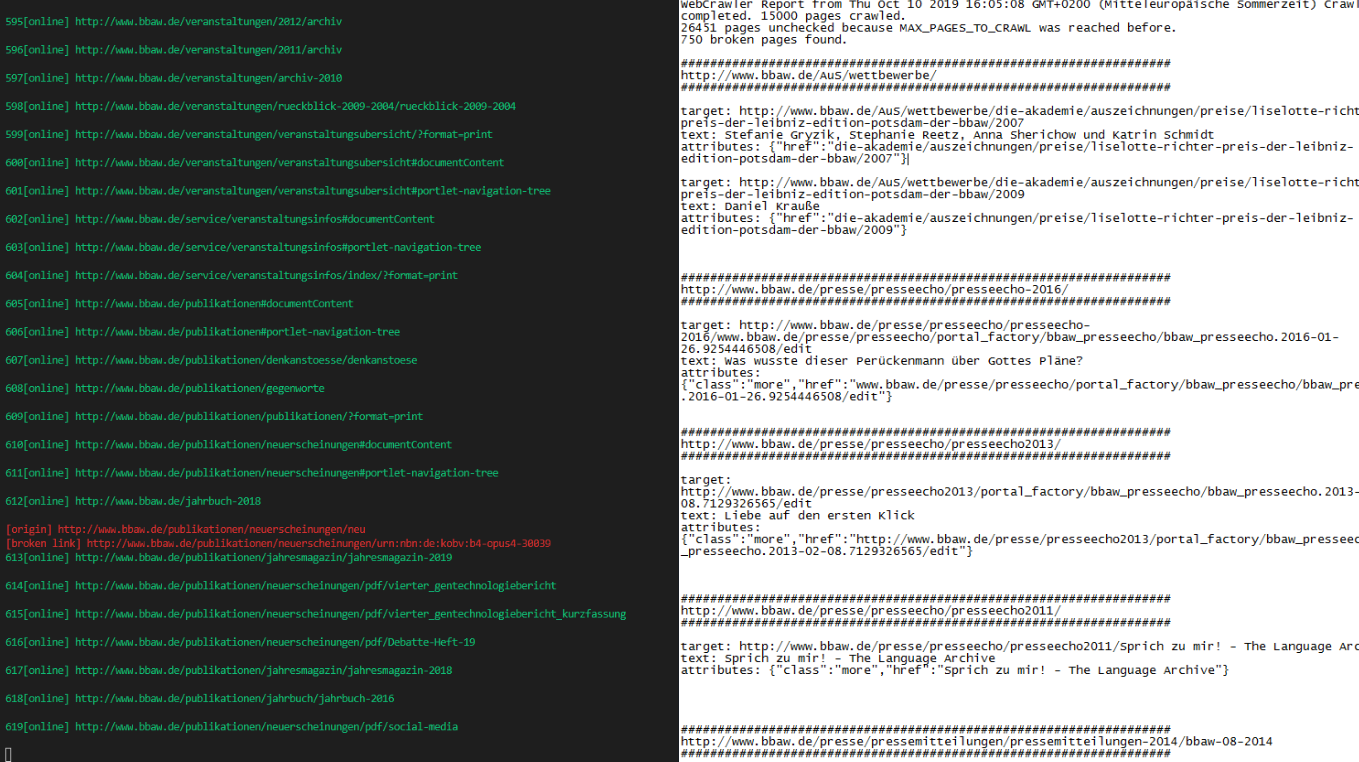 595[online] http://www.bbaw.de/veranstaltungen/2012/archiv
596[online] http://www.bbaw.de/veranstaltungen/2011/archiv
597[online] http://www.bbaw.de/veranstaltungen/archiv-2010
598[online] http://www.bbaw.de/veranstaltungen/rueckblick-2009-2004/rueckblick-2009-2004
599[online] http://www.bbaw.de/veranstaltungen/veranstaltungsubersicht/?format=print
600[online] http://www.bbaw.de/veranstaltungen/veranstaltungsubersicht#documentContent
601[online] http://www.bbaw.de/veranstaltungen/veranstaltungsubersicht#portlet-navigation-tree
602[online] http://www.bbaw.de/service/veranstaltungsinfos#documentContent
603[online] http://www.bbaw.de/service/veranstaltungsinfos#portlet-navigation-tree
604[online] http://www.bbaw.de/service/veranstaltungsinfos/index/?format=print
605[online] http://www.bbaw.de/publikationen#documentContent
606[online] http://www.bbaw.de/publikationen#portlet-navigation-tree
607[online] http://www.bbaw.de/publikationen/denkanstoesse/denkanstoese
608[online] http://www.bbaw.de/publikationen/gegenworte
609[online] http://www.bbaw.de/publikationen/publikationen/?format=print
610[online] http://www.bbaw.de/publikationen/neuerscheinungen#documentContent
611[online] http://www.bbaw.de/publikationen/neuerscheinungen#portlet-navigation-tree
612[online] http://www.bbaw.de/jahrbuch-2018
[origin] http://www.bbaw.de/publikationen/neuerscheinungen/neu
[broken link] http://www.bbaw.de/publikationen/neuerscheinungen/urn:nbn:de:kobv:b4-opus4-30039
613[online] http://www.bbaw.de/publikationen/jahresmagazin/jahresmagazin-2019
614[online] http://www.bbaw.de/publikationen/neuerscheinungen/pdf/vierter_gentechnologiebericht
615[online] http://www.bbaw.de/publikationen/neuerscheinungen/pdf/vierter_gentechnologiebericht_kurzfassung
616[online] http://www.bbaw.de/publikationen/neuerscheinungen/pdf/Debatte-Heft-19
617[online] http://www.bbaw.de/publikationen/jahresmagazin/jahresmagazin-2018
618[online] http://www.bbaw.de/publikationen/jahrbuch/jahrbuch-2016
619[online] http://www.bbaw.de/publikationen/neuerscheinungen/pdf/social-media
WebCrawler Report from Thu Oct 10 2019 16:05:08 GMT+0200 (Mitteleuropäische Sommerzeit) Crawl
completed. 15000 pages crawled.
26451 pages unchecked because MAX_PAGES_TO_CRAWL was reached before.
750 broken pages found.
################################################################
http://www.bbaw.de/AuS/wettbewerbe/
################################################################
target: http://www.bbaw.de/AuS/wettbewerbe/die-akademie/auszeichnungen/preise/liselotte-richt
preis-der-leibniz-edition-potsdam-der-bbaw/2007
text: Stefanie Gryzik, Stephanie Reetz, Anna Sherichow und Katrin Schmidt
attributes: {"href":"die-akademie/auszeichnungen/preise/liselotte-richter-preis-der-leibniz-
edition-potsdam-der-bbaw/2007"}
target: http://www.bbaw.de/AuS/wettbewerbe/die-akademie/auszeichnungen/preise/liselotte-richt
preis-der-leibniz-edition-potsdam-der-bbaw/2009
text: Daniel Krauße
attributes: {"href":"die-akademie/auszeichnungen/preise/liselotte-richter-preis-der-leibniz-
edition-potsdam-der-bbaw/2009"}
################################################################
http://www.bbaw.de/presse/presseecho/presseecho-2016/
################################################################
target: http://www.bbaw.de/presse/presseecho/presseecho-
2016/www.bbaw.de/presse/presseecho/portal_factory/bbaw_presseecho/bbaw_presseecho.2016-01-
26.9254446508/edit
text: Was wusste dieser Perückenmann über Gottes Pläne?
attributes:
{"class":"more","href":"www.bbaw.de/presse/presseecho/portal_factory/bbaw_presseecho/bbaw_pre
.2016-01-26.9254446508/edit"}
################################################################
http://www.bbaw.de/presse/presseecho/presseecho2013/
################################################################
target:
http://www.bbaw.de/presse/presseecho2013/portal_factory/bbaw_presseecho/bbaw_presseecho.2013-
08.7129326565/edit
text: Liebe auf den ersten Klick
attributes:
{"class":"more","href":"http://www.bbaw.de/presse/presseecho2013/portal_factory/bbaw_presseec
_presseecho.2013-02-08.7129326565/edit"}
################################################################
http://www.bbaw.de/presse/presseecho/presseecho2011/
################################################################
target: http://www.bbaw.de/presse/presseecho/presseecho2011/Sprich zu mir! - The Language Arc
text: Sprich zu mir! - The Language Archive
attributes: {"class":"more","href":"Sprich zu mir! - The Language Archive"}
################################################################
http://www.bbaw.de/presse/pressemitteilungen/pressemitteilungen-2014/bbaw-08-2014
################################################################